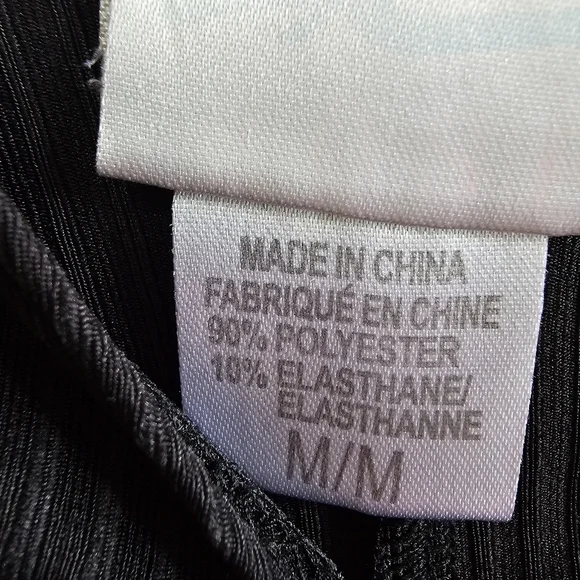 MADE IN CHINA
FABRIQUÉ EN CHINE
90% POLYESTER
10% ELASTHANE/
ELASTHANNE
M/M